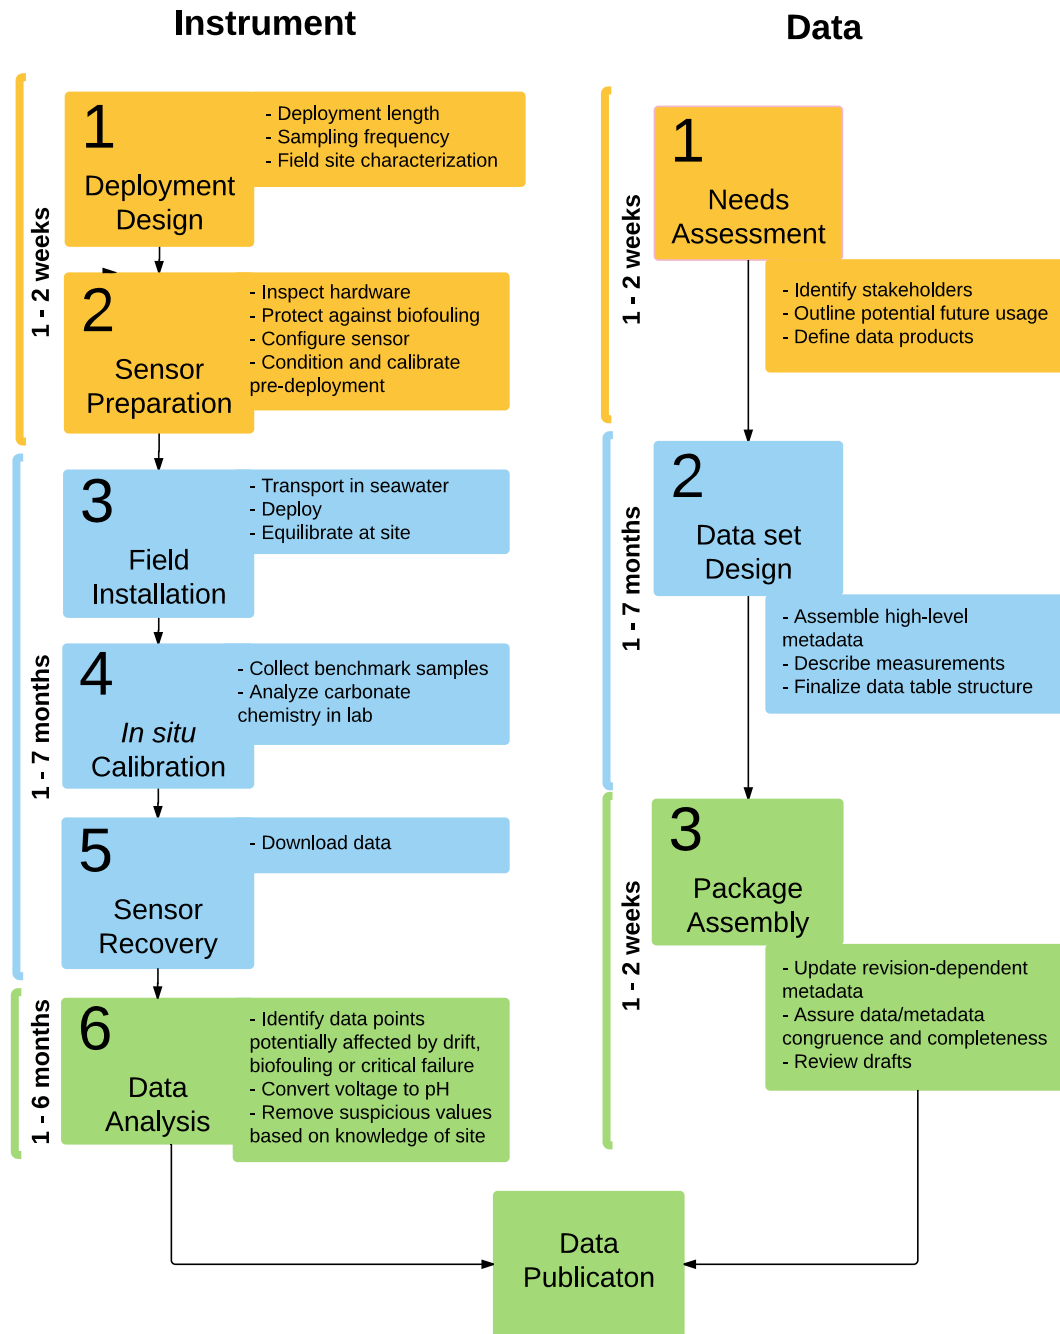 Instrument
1 - 2 weeks
1
Deployment
Design
- Deployment length
- Sampling frequency
- Field site characterization
2
Sensor
Preparation
- Inspect hardware
- Protect against biofouling
- Configure sensor
- Condition and calibrate
pre-deployment
1 - 7 months
3
Field
Installation
- Transport in seawater
- Deploy
- Equilibrate at site
4
In situ
Calibration
- Collect benchmark samples
- Analyze carbonate
chemistry in lab
5
Sensor
Recovery
- Download data
1 - 6 months
6
Data
Analysis
- Identify data points
potentially affected by drift,
biofouling or critical failure
- Convert voltage to pH
- Remove suspicious values
based on knowledge of site
Data
1 - 2 weeks
1
Needs
Assessment
- Identify stakeholders
- Outline potential future usage
- Define data products
1 - 7 months
2
Data set
Design
- Assemble high-level
metadata
- Describe measurements
- Finalize data table structure
1 - 2 weeks
3
Package
Assembly
- Update revision-dependent
metadata
- Assure data/metadata
congruence and completeness
- Review drafts
Data
Publicaton